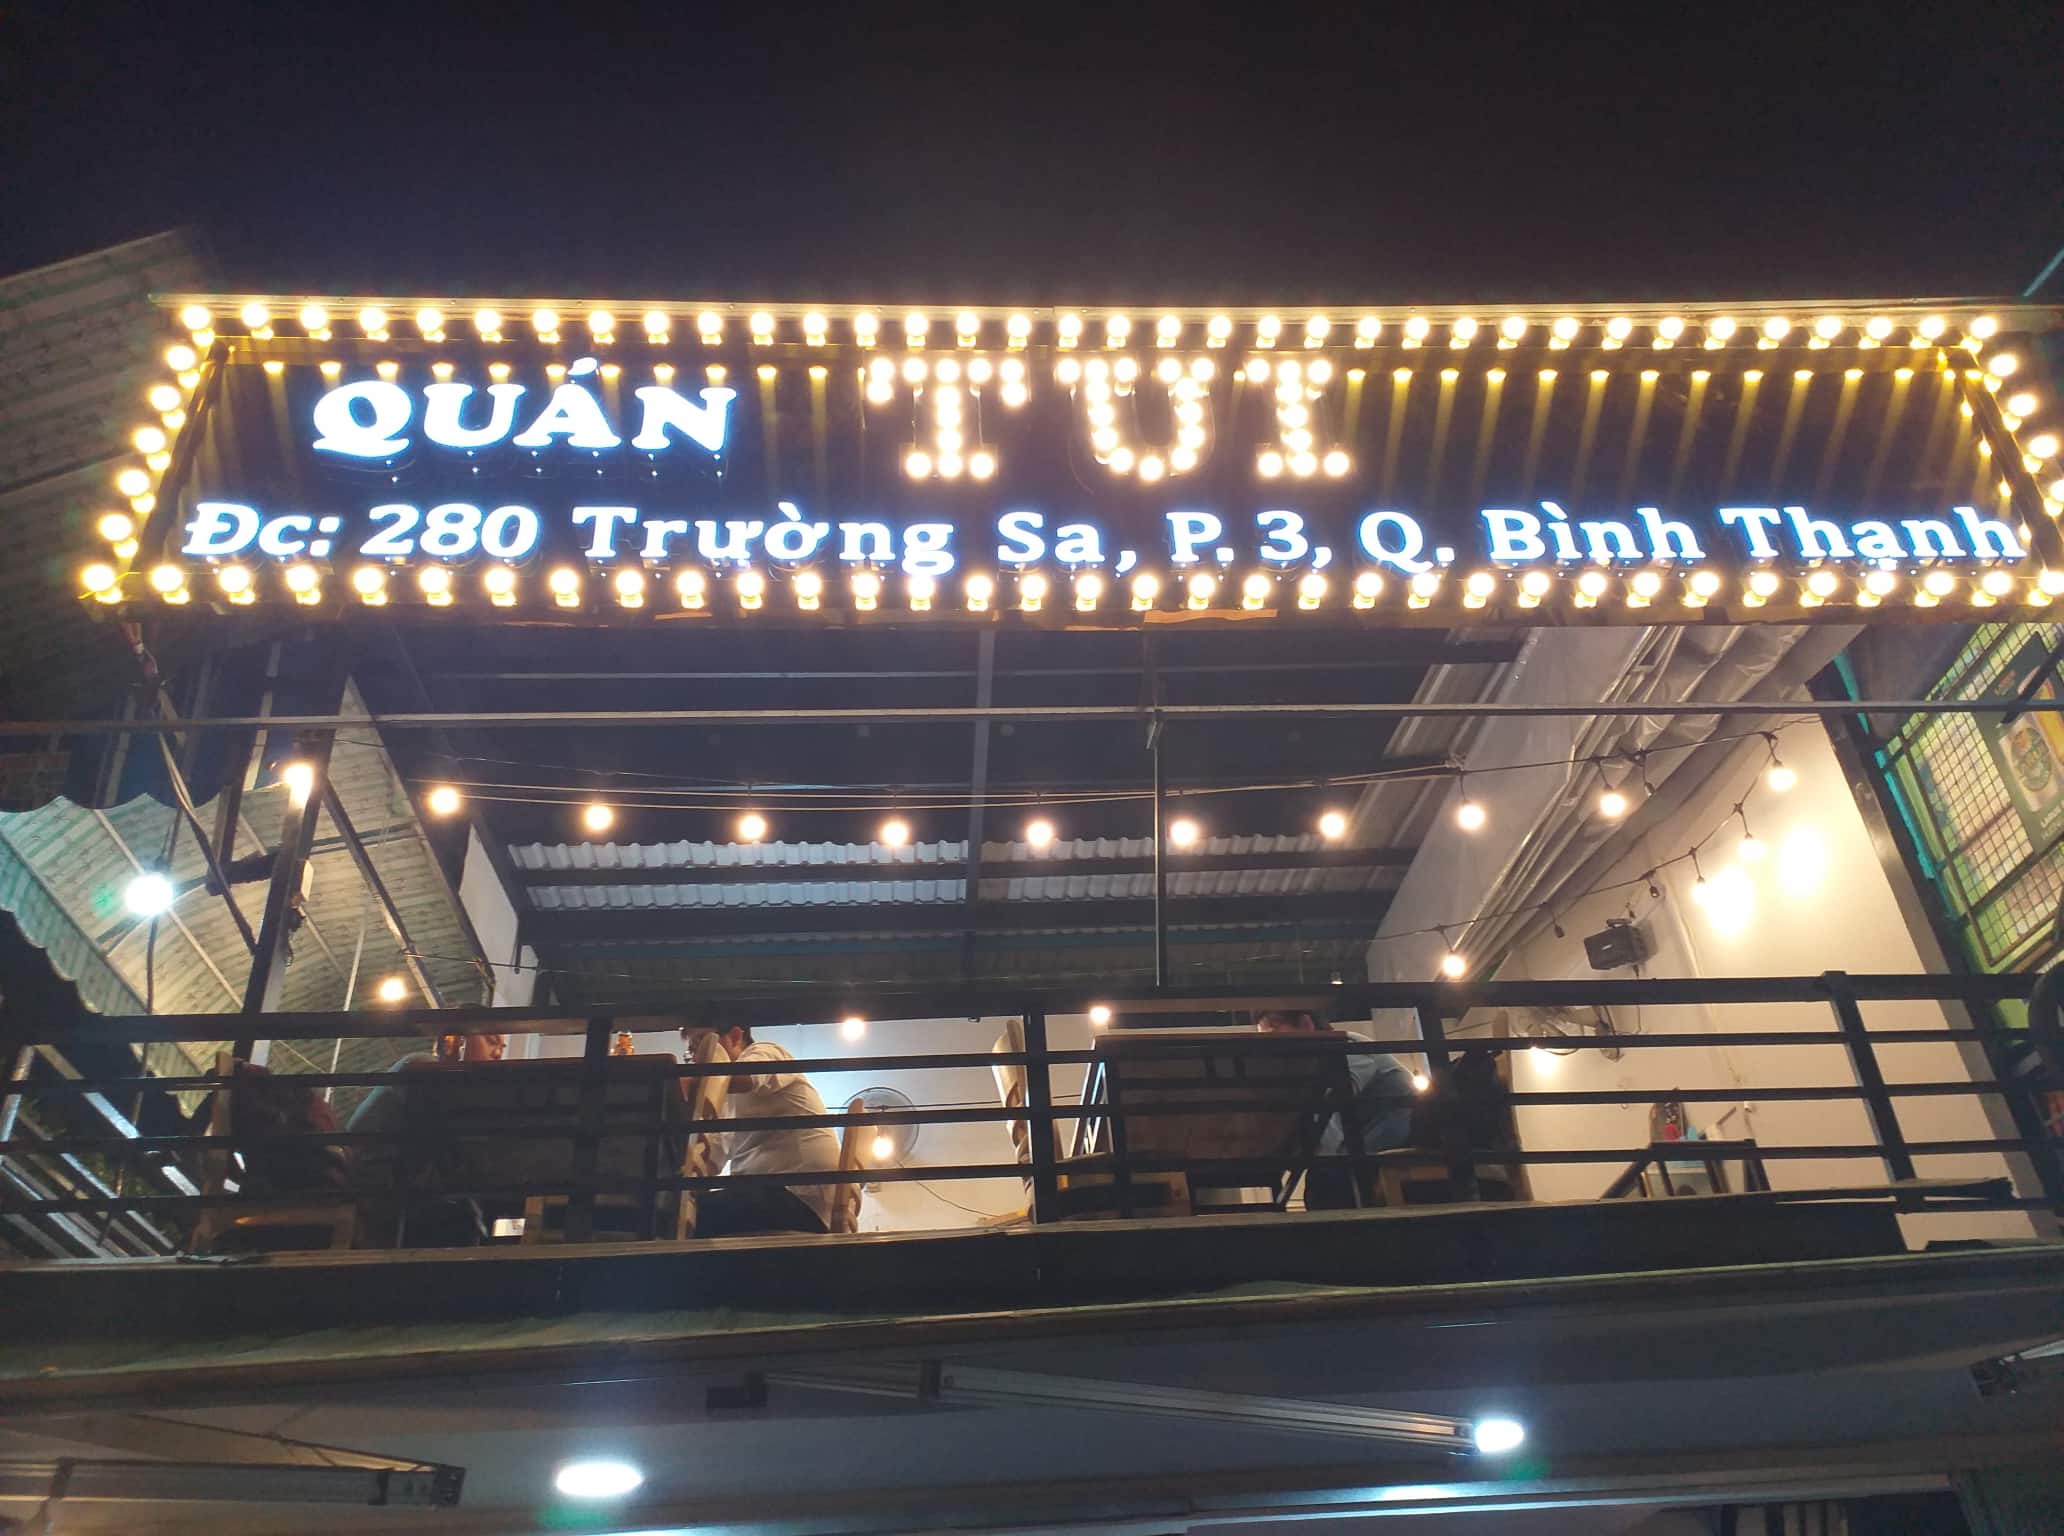 QUÁN TUI
Đc: 280 Trường Sa, P. 3, Q. Bình Thạnh